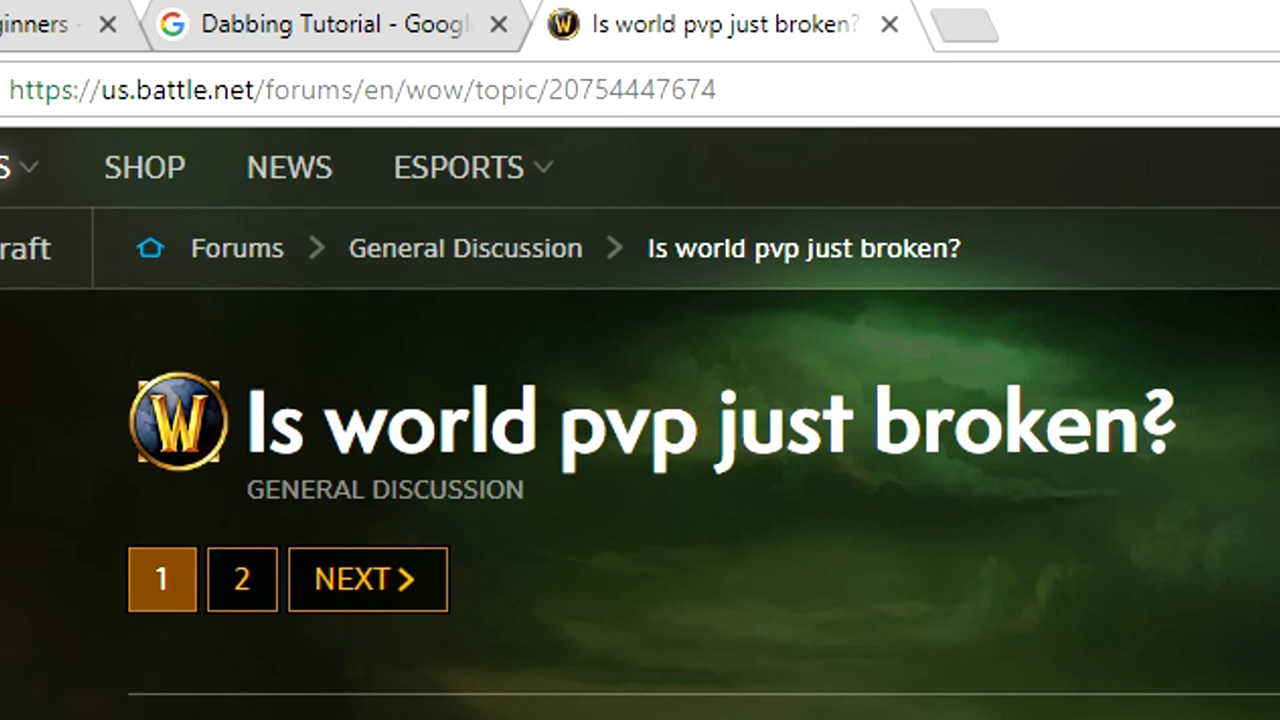 ginners - Dabbing Tutorial - Googl Is world pvp just broken?
https://us.battle.net/forums/en/wow/topic/20754447674
S SHOP NEWS ESPORTS
raft Forums > General Discussion > Is world pvp just broken?
W Is world pvp just broken?
GENERAL DISCUSSION
1 2 NEXT >